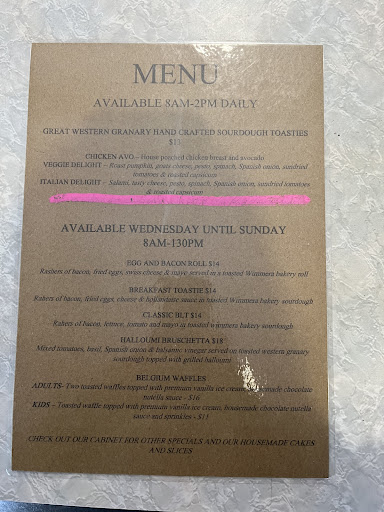 MENU
AVAILABLE 8AM-2PM DAILY
GREAT WESTERN GRANARY HAND CRAFTED SOURDOUGH TOASTIES
$13
CHICKEN AVO – House poached chicken breast and avocado
VEGGIE DELIGHT – Roast pumpkin, goats cheese, pesto, spinach, Spanish onion, sundried
tomatoes & roasted capsicum
ITALIAN DELIGHT – Salami, tasty cheese, pesto, spinach, Spanish onion, sundried tomatoes
& roasted capsicum
AVAILABLE WEDNESDAY UNTIL SUNDAY
8AM-130PM
EGG AND BACON ROLL $14
Rashers of bacon, fried eggs, swiss cheese & mayo served in a toasted Wimmera bakery roll
BREAKFAST TOASTIE $14
Rahers of bacon, fried eggs, cheese & hollandaise sauce in toasted Wimmera bakery sourdough
CLASSIC BLT $14
Rahers of bacon, lettuce, tomato and mayo in toasted wimmera bakery sourdough
HALLOUMI BRUSCHETTA $18
Mixed tomatoes, basil, Spanish onion & balsamic vinegar served on toasted western granary
sourdough topped with grilled halloumi
BELGIUM WAFFLES
ADULTS- Two toasted waffles topped with premium vanilla ice cream, housemade chocolate
nutella sauce - $16
KIDS – Toasted waffle topped with premium vanilla ice cream, housemade chocolate nutella
sauce and sprinkles - $13
CHECK OUT OUR CABINET FOR OTHER SPECIALS AND OUR HOUSEMADE CAKES
AND SLICES